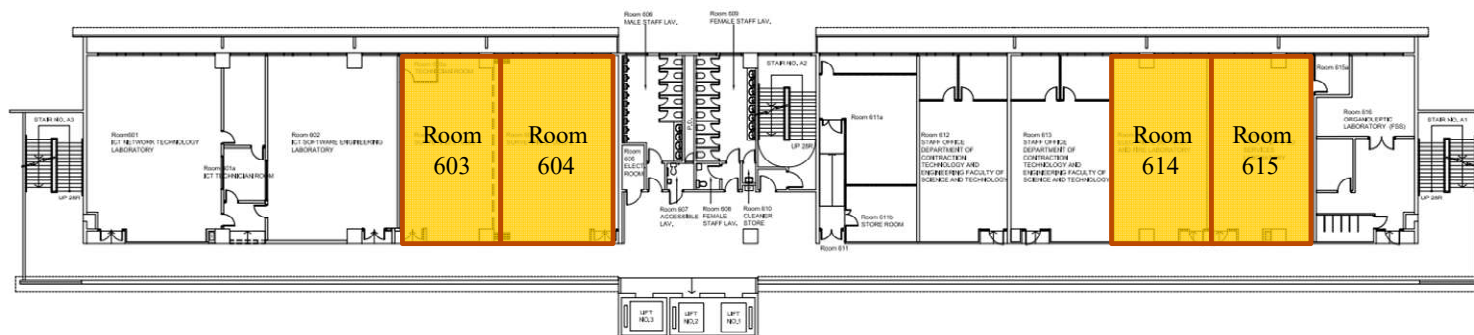 Room 606
MALE STAFF LAV.
Room 609
FEMALE STAFF LAV.
STAIR NO. A3
UP 28R
Room601
ICT NETWORK TECHNOLOGY
LABORATORY
ICT TECHNICIAN ROOM
Room 602
ICT SOFTWARE ENGINEERING
LABORATORY
TECHNICIAN ROOM
Room
603
Room
604
P.D.
Room
606
ELECT.
ROOM
Room 607
ACCESSIBLE
LAV.
Room 608
FEMALE
STAFF LAV.
Room 610
CLEANER
STORE
STAIR NO. A2
UP 28R
Room 611a
Room 611b
STORE ROOM
Room 611
Room 612
STAFF OFFICE
DEPARTMENT OF
CONTRACTION
TECHNOLOGY AND
ENGINEERING FACULTY OF
SCIENCE AND TECHNOLOGY
Room 613
STAFF OFFICE
DEPARTMENT OF
CONTRACTION
TECHNOLOGY AND
ENGINEERING FACULTY OF
SCIENCE AND TECHNOLOGY
Room
614
Room
615
Room 615a
Room 616
ORGANOLEPTIC
LABORATORY (FSS)
STAIR NO. A1
UP 28R
LIFT
NO.3
LIFT
NO.2
LIFT
NO.1